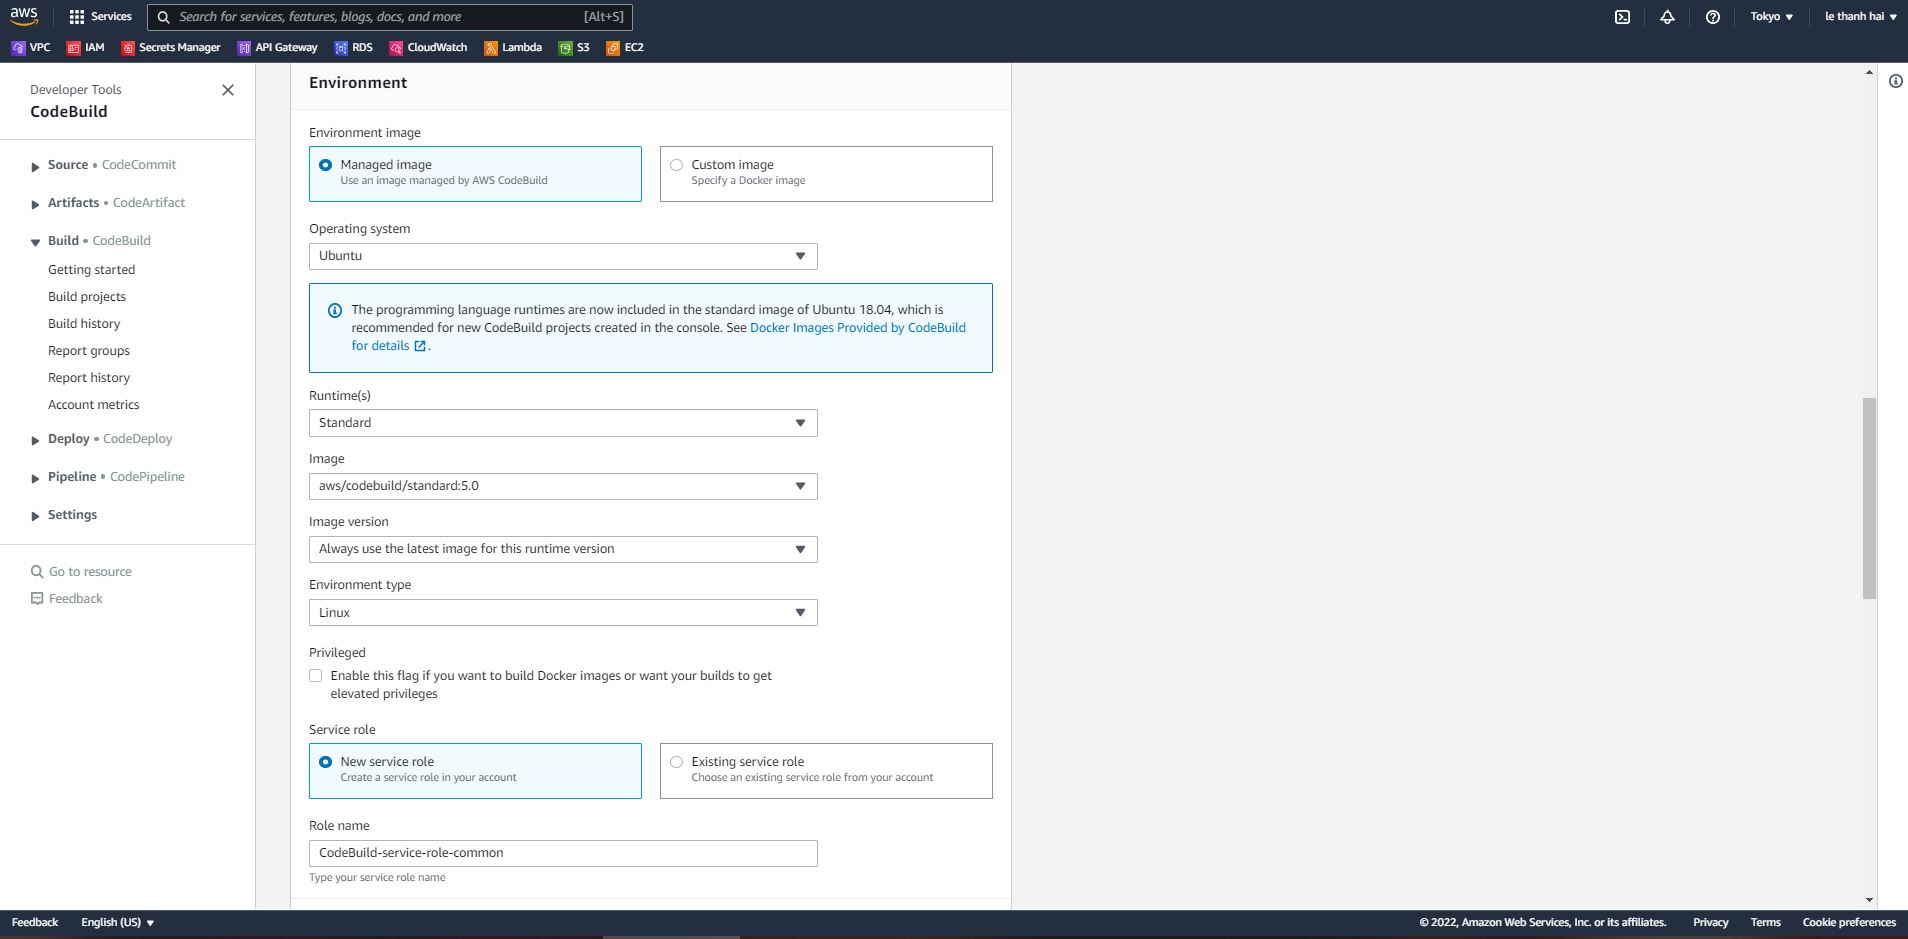 aws
Services
Search for services, features, blogs, docs, and more
[Alt+S]
Tokyo
le thanh hai
VPC
IAM
Secrets Manager
API Gateway
RDS
CloudWatch
Lambda
S3
EC2
Developer Tools
CodeBuild
Source • CodeCommit
Artifacts • CodeArtifact
Build • CodeBuild
Getting started
Build projects
Build history
Report groups
Report history
Account metrics
Deploy • CodeDeploy
Pipeline • CodePipeline
Settings
Go to resource
Feedback
Environment
Environment image
Managed image
Use an image managed by AWS CodeBuild
Custom image
Specify a Docker image
Operating system
Ubuntu
The programming language runtimes are now included in the standard image of Ubuntu 18.04, which is
recommended for new CodeBuild projects created in the console. See Docker Images Provided by CodeBuild
for details .
Runtime(s)
Standard
Image
aws/codebuild/standard:5.0
Image version
Always use the latest image for this runtime version
Environment type
Linux
Privileged
Enable this flag if you want to build Docker images or want your builds to get
elevated privileges
Service role
New service role
Create a service role in your account
Existing service role
Choose an existing service role from your account
Role name
CodeBuild-service-role-common
Type your service role name
Feedback
English (US)
© 2022, Amazon Web Services, Inc. or its affiliates.
Privacy
Terms
Cookie preferences